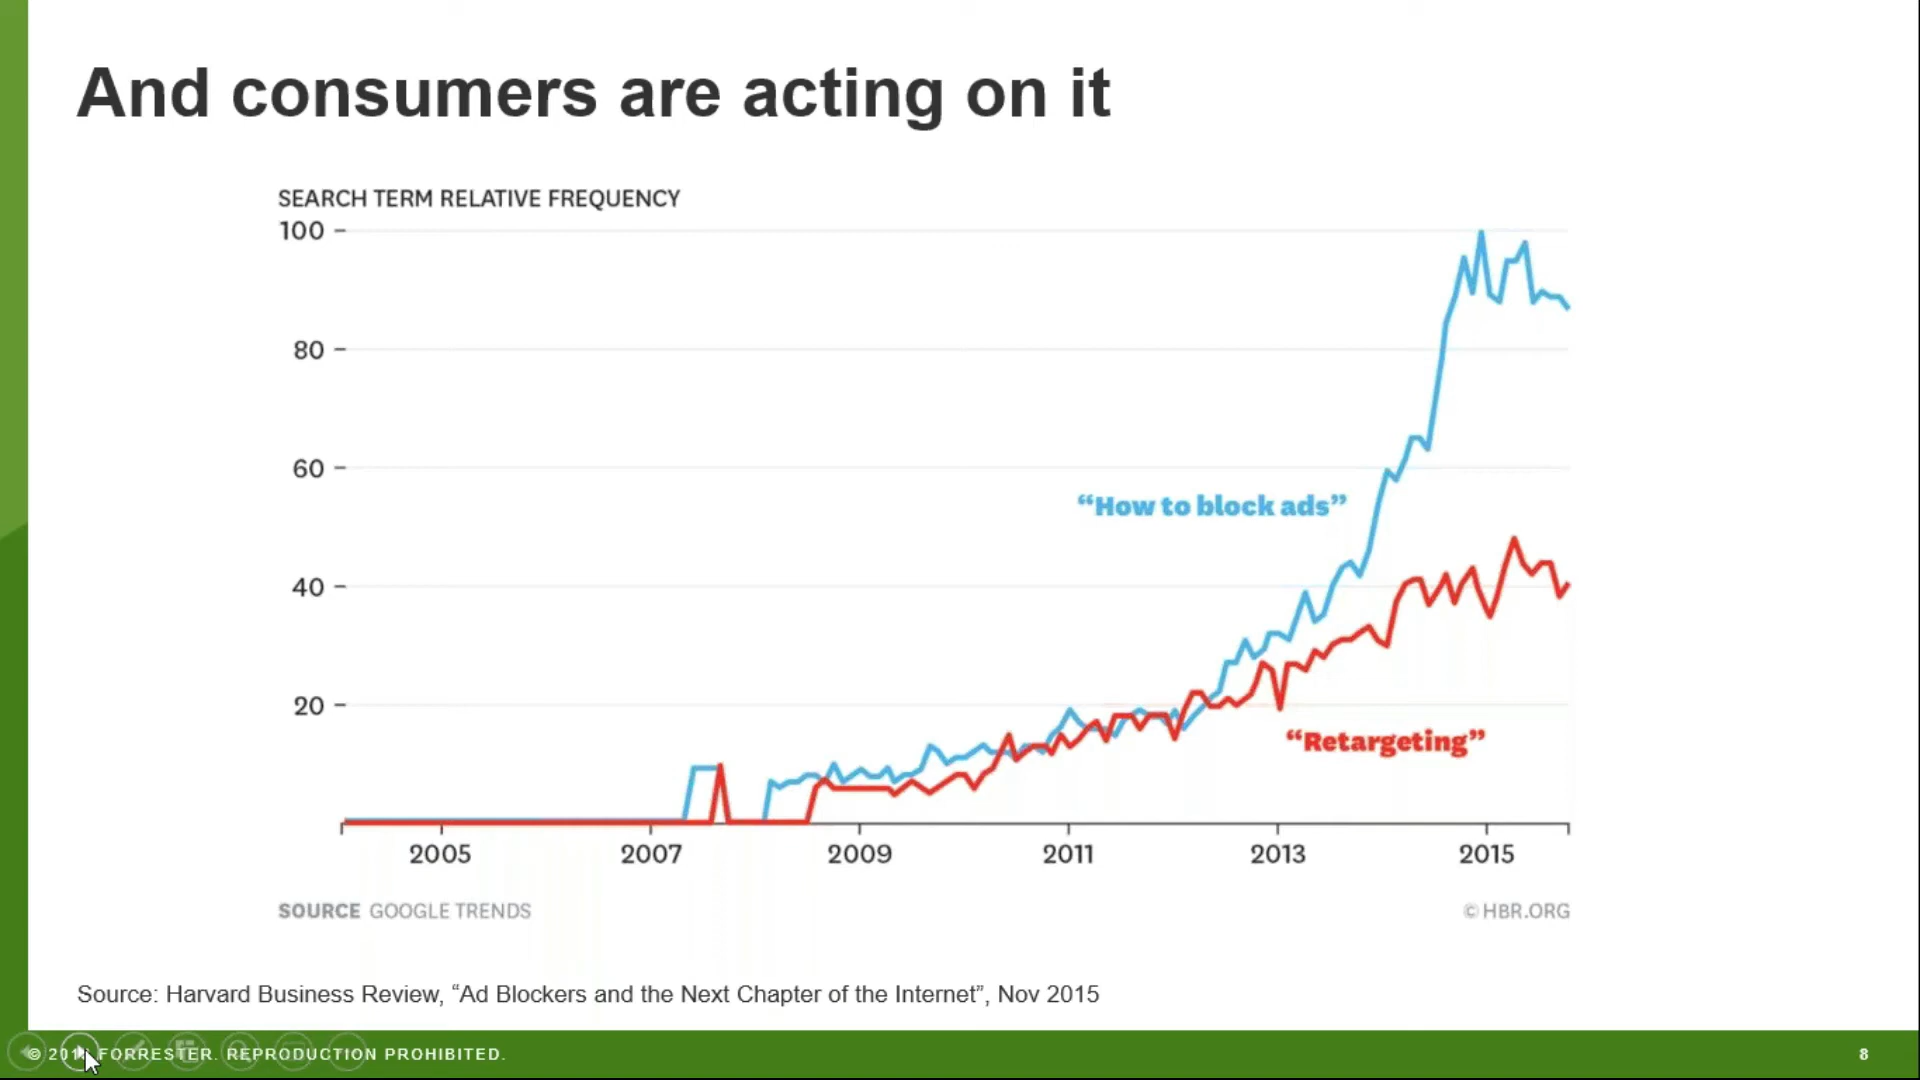 And consumers are acting on it
SEARCH TERM RELATIVE FREQUENCY
100
80
60
40
20
“How to block ads”
“Retargeting”
2005 2007 2009 2011 2013 2015
SOURCE GOOGLE TRENDS
© HBR.ORG
Source: Harvard Business Review, “Ad Blockers and the Next Chapter of the Internet”, Nov 2015
© FORRESTER. REPRODUCTION PROHIBITED.
8